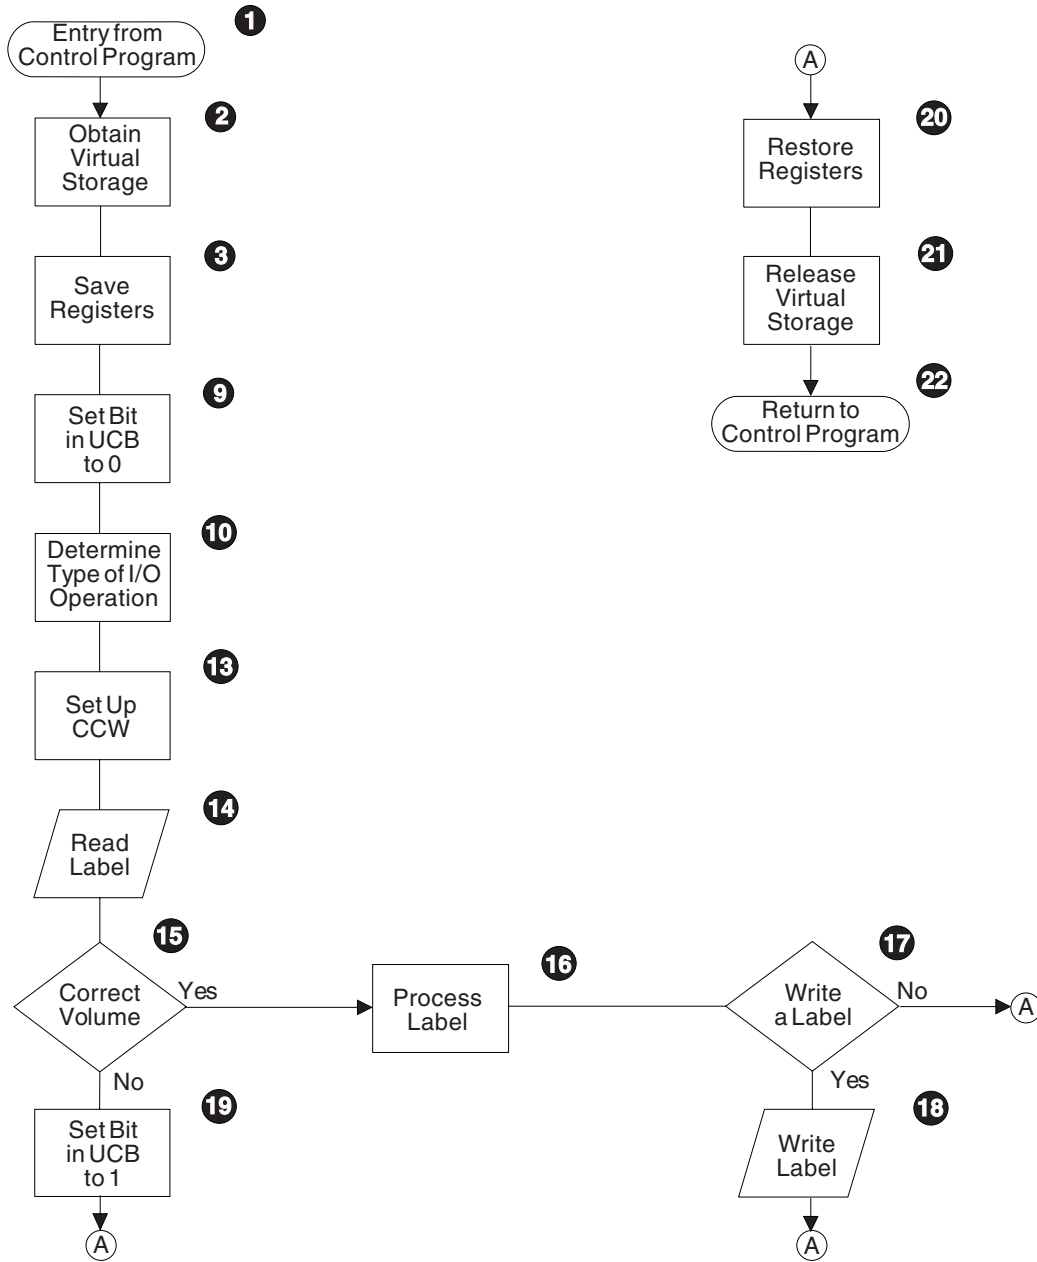 1
Entry from
Control Program
2
Obtain
Virtual
Storage
3
Save
Registers
9
Set Bit
in UCB
to 0
10
Determine
Type of I/O
Operation
13
Set Up
CCW
14
Read
Label
15
Correct
Volume
Yes
No
16
Process
Label
17
Write
a Label
No
A
Yes
18
Write
Label
A
19
Set Bit
in UCB
to 1
A
A
20
Restore
Registers
21
Release
Virtual
Storage
22
Return to
Control Program